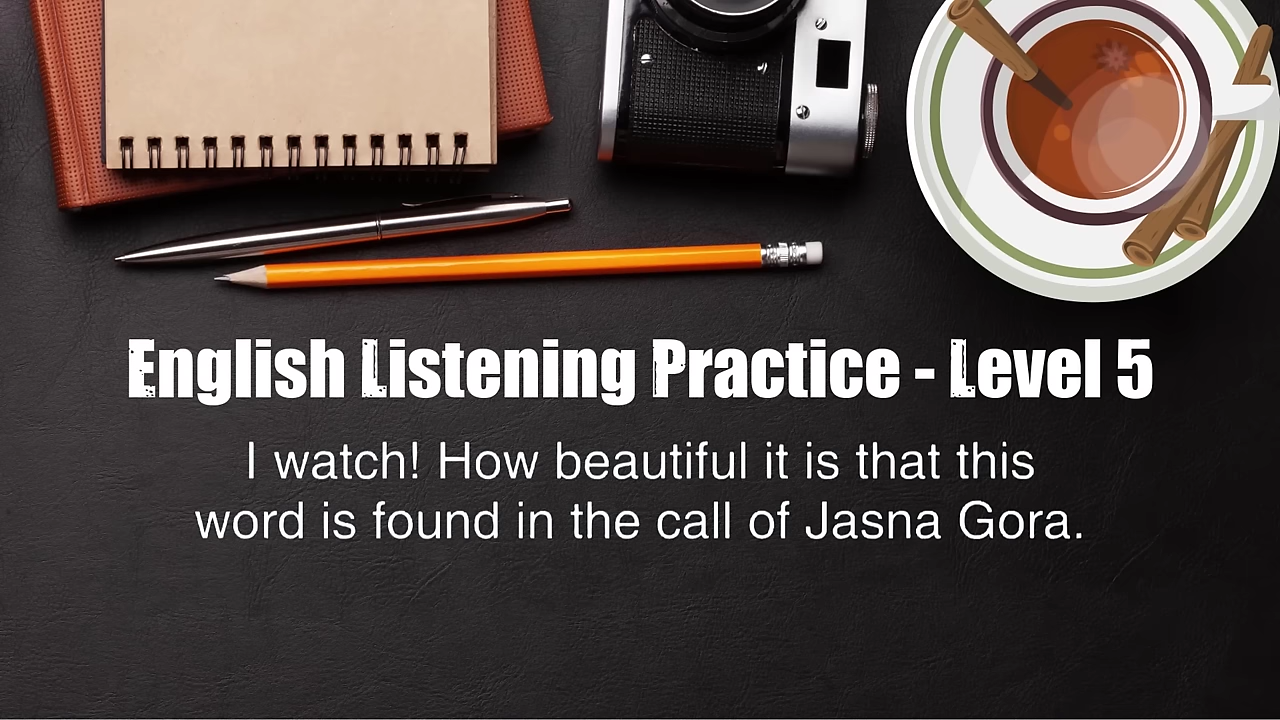 English Listening Practice - Level 5
I watch! How beautiful it is that this
word is found in the call of Jasna Gora.